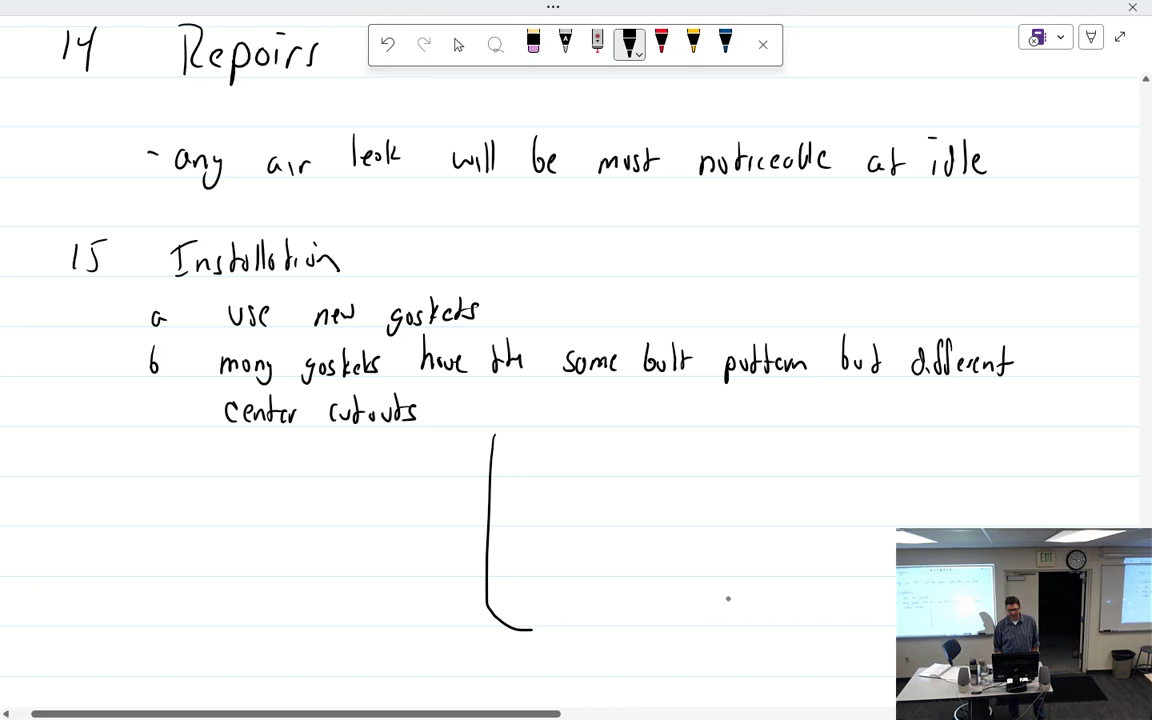 14 Repairs
- any air leak will be most noticeable at idle
15 Installation
a use new gaskets
b many gaskets have the same bolt pattern but different
center cutouts
EXIT